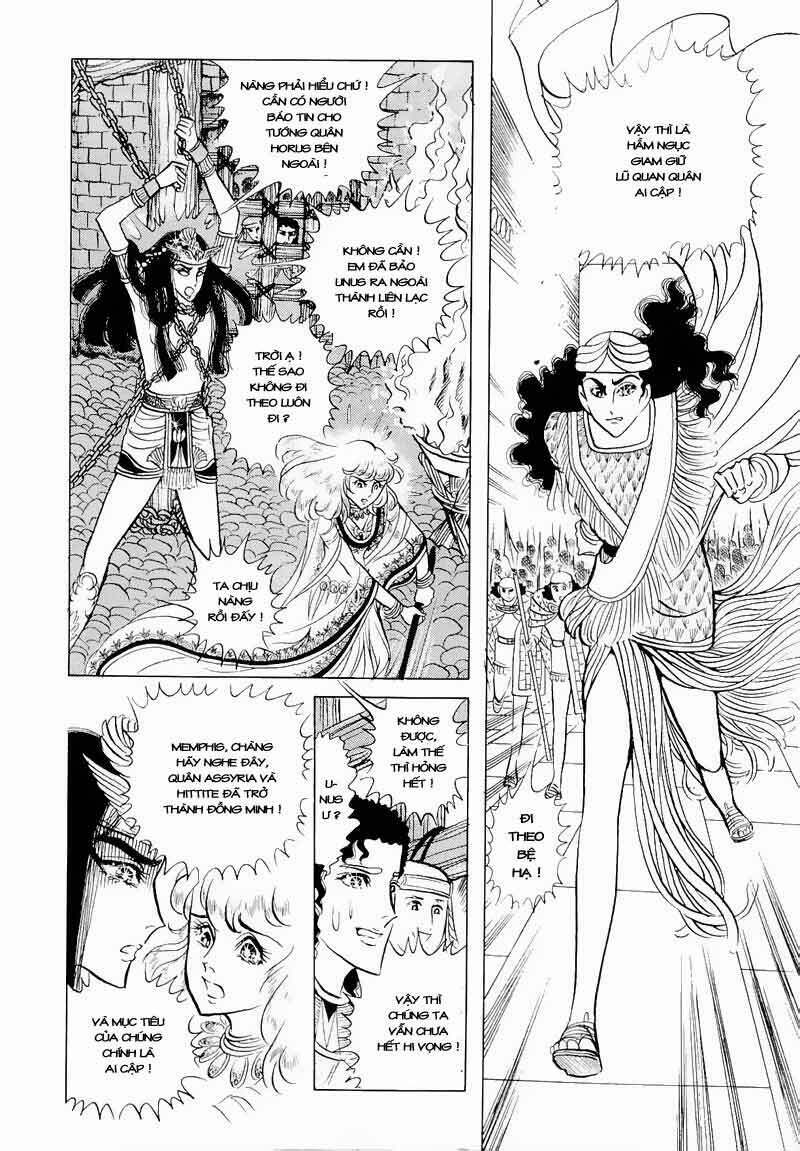 VẬY THÌ LÀ
HẦM NGỤC
GIAM GIỮ
LŨ QUAN QUÂN
AI CẬP !
ĐI
THEO
BỆ
HẠ !
NÀNG PHẢI HIỂU CHỨ !
CẦN CÓ NGƯỜI
BÁO TIN CHO
TƯỚNG QUÂN
HORUS BÊN
NGOÀI !
KHÔNG CẦN !
EM ĐÃ BẢO
UNUS RA NGOÀI
THÀNH LIÊN LẠC
RỒI !
TRỜI Ạ !
THẾ SAO
KHÔNG ĐI
THEO LUÔN
ĐI ?
TA CHỊU
NÀNG
RỒI ĐẤY !
KHÔNG
ĐƯỢC,
LÀM THẾ
THÌ HỎNG
HẾT !
U-
NUS
Ư ?
VẬY THÌ
CHÚNG TA
VẪN CHƯA
HẾT HI VỌNG !
MEMPHIS, CHÀNG
HÃY NGHE ĐÂY,
QUÂN ASSYRIA VÀ
HITTITE ĐÃ TRỞ
THÀNH ĐỒNG MINH !
VÀ MỤC TIÊU
CỦA CHÚNG
CHÍNH LÀ
AI CẬP !